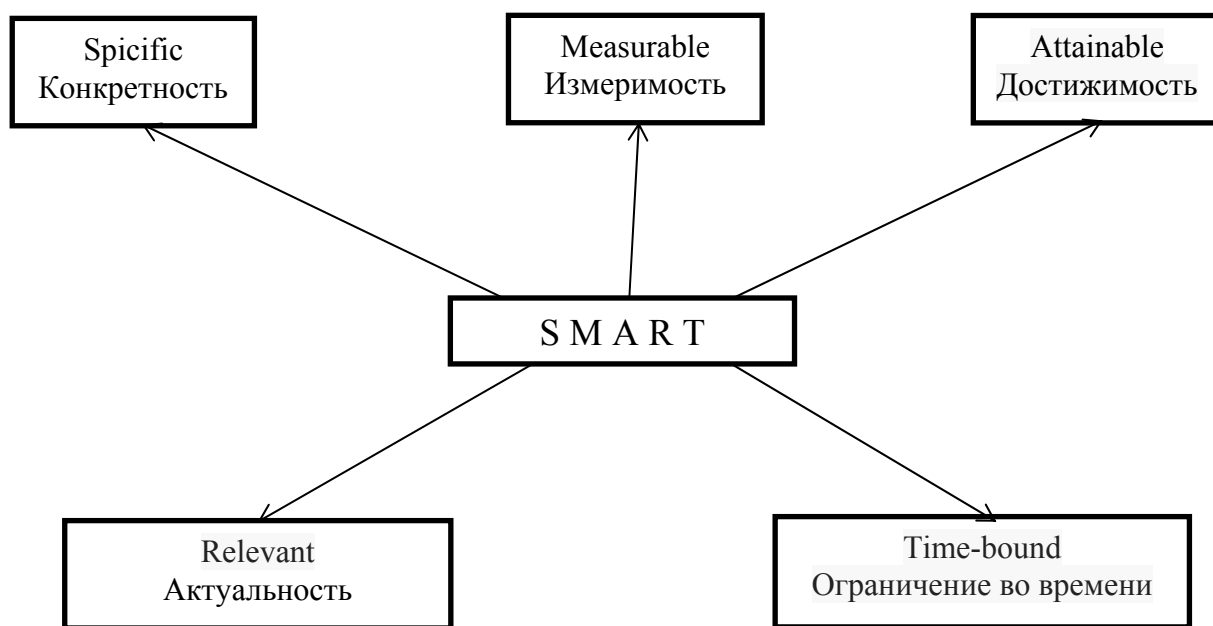 Spicific
Конкретность
Measurable
Измеримость
Attainable
Достижимость
S M A R T
Relevant
Актуальность
Time-bound
Ограничение во времени